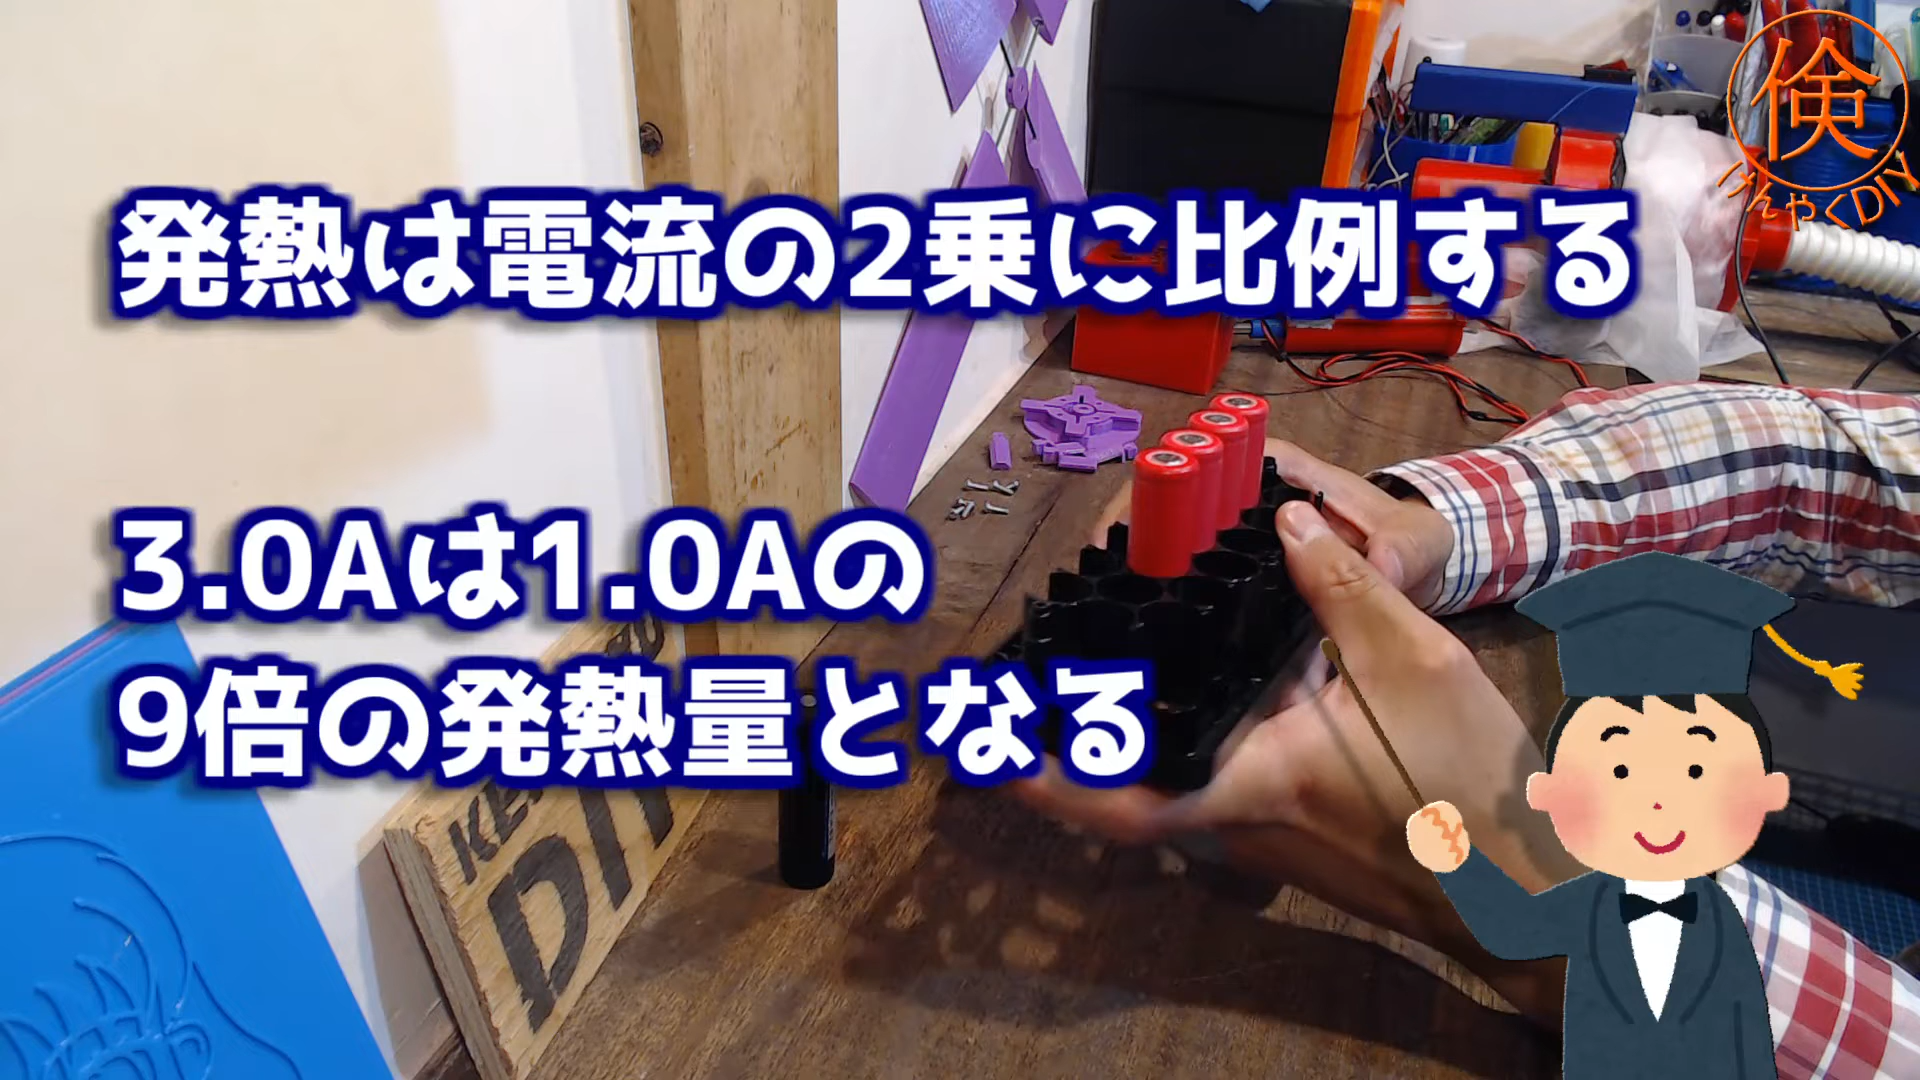 倹
けんやくDIY
発熱は電流の2乗に比例する
3.0Aは1.0Aの
9倍の発熱量となる
DIY